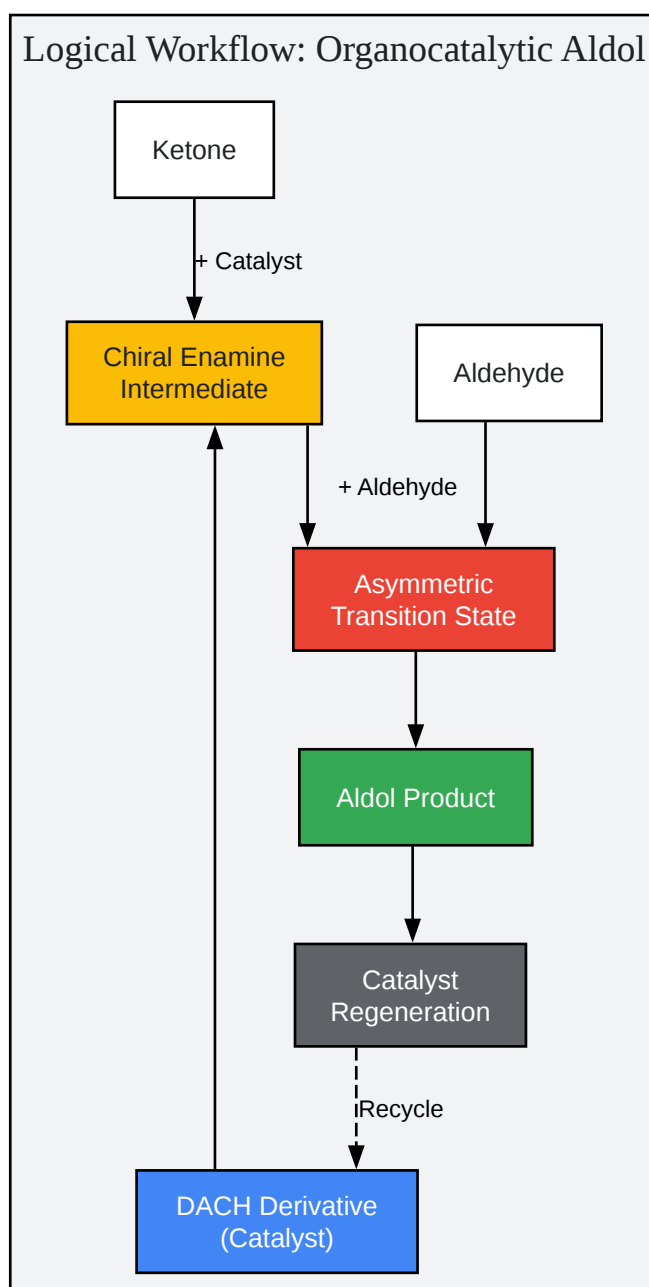 Logical Workflow: Organocatalytic Aldol
Ketone
+ Catalyst
Chiral Enamine
Intermediate
Aldehyde
+ Aldehyde
Asymmetric
Transition State
Aldol Product
Catalyst
Regeneration
Recycle
DACH Derivative
(Catalyst)